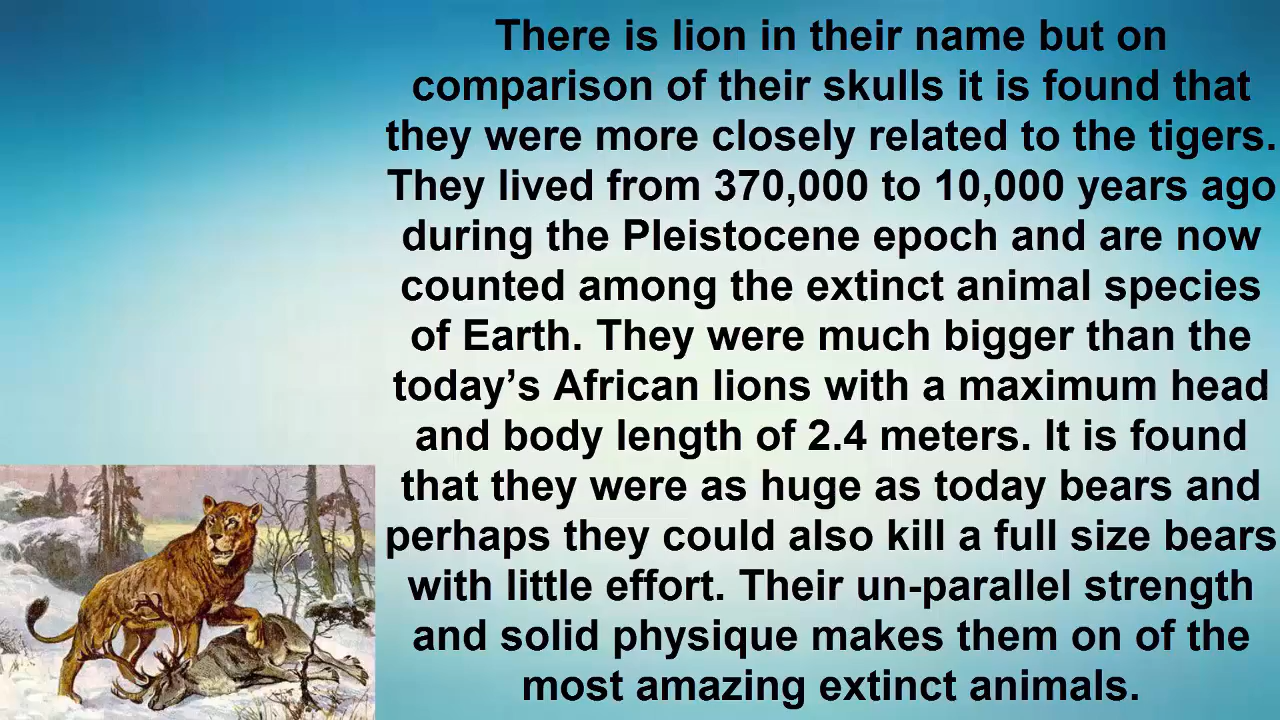 There is lion in their name but on
comparison of their skulls it is found that
they were more closely related to the tigers.
They lived from 370,000 to 10,000 years ago
during the Pleistocene epoch and are now
counted among the extinct animal species
of Earth. They were much bigger than the
today’s African lions with a maximum head
and body length of 2.4 meters. It is found
that they were as huge as today bears and
perhaps they could also kill a full size bears
with little effort. Their un-parallel strength
and solid physique makes them on of the
most amazing extinct animals.